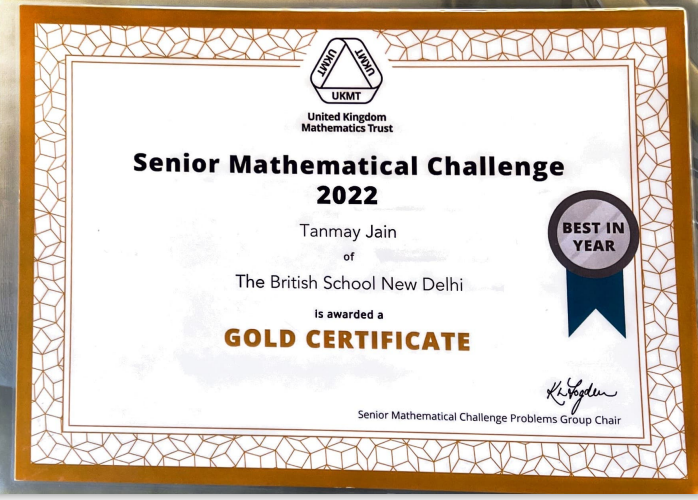 UKMT
UKMT
UKMT
United Kingdom
Mathematics Trust
Senior Mathematical Challenge
2022
Tanmay Jain
of
The British School New Delhi
is awarded a
GOLD CERTIFICATE
BEST IN
YEAR
Senior Mathematical Challenge Problems Group Chair